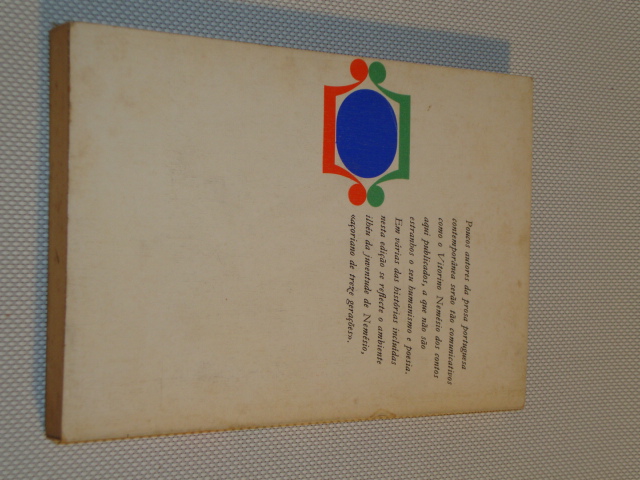 Poucos autores da prosa portuguesa
contemporânea serão tão comunicativos
como o Vitorino Nemésio dos contos
aqui publicados, a que não são
estranhos o seu humanismo e poesia.
Em várias das histórias incluídas
nesta edição se reflecte o ambiente
ilhéu da juventude de Nemésio,
«açoriano de treze gerações».